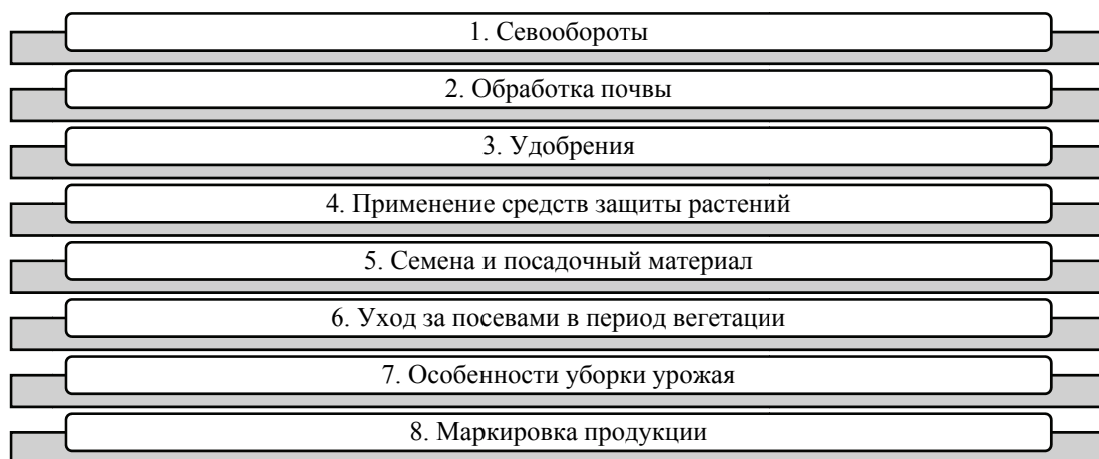 1. Севообороты
2. Обработка почвы
3. Удобрения
4. Применение средств защиты растений
5. Семена и посадочный материал
6. Уход за посевами в период вегетации
7. Особенности уборки урожая
8. Маркировка продукции